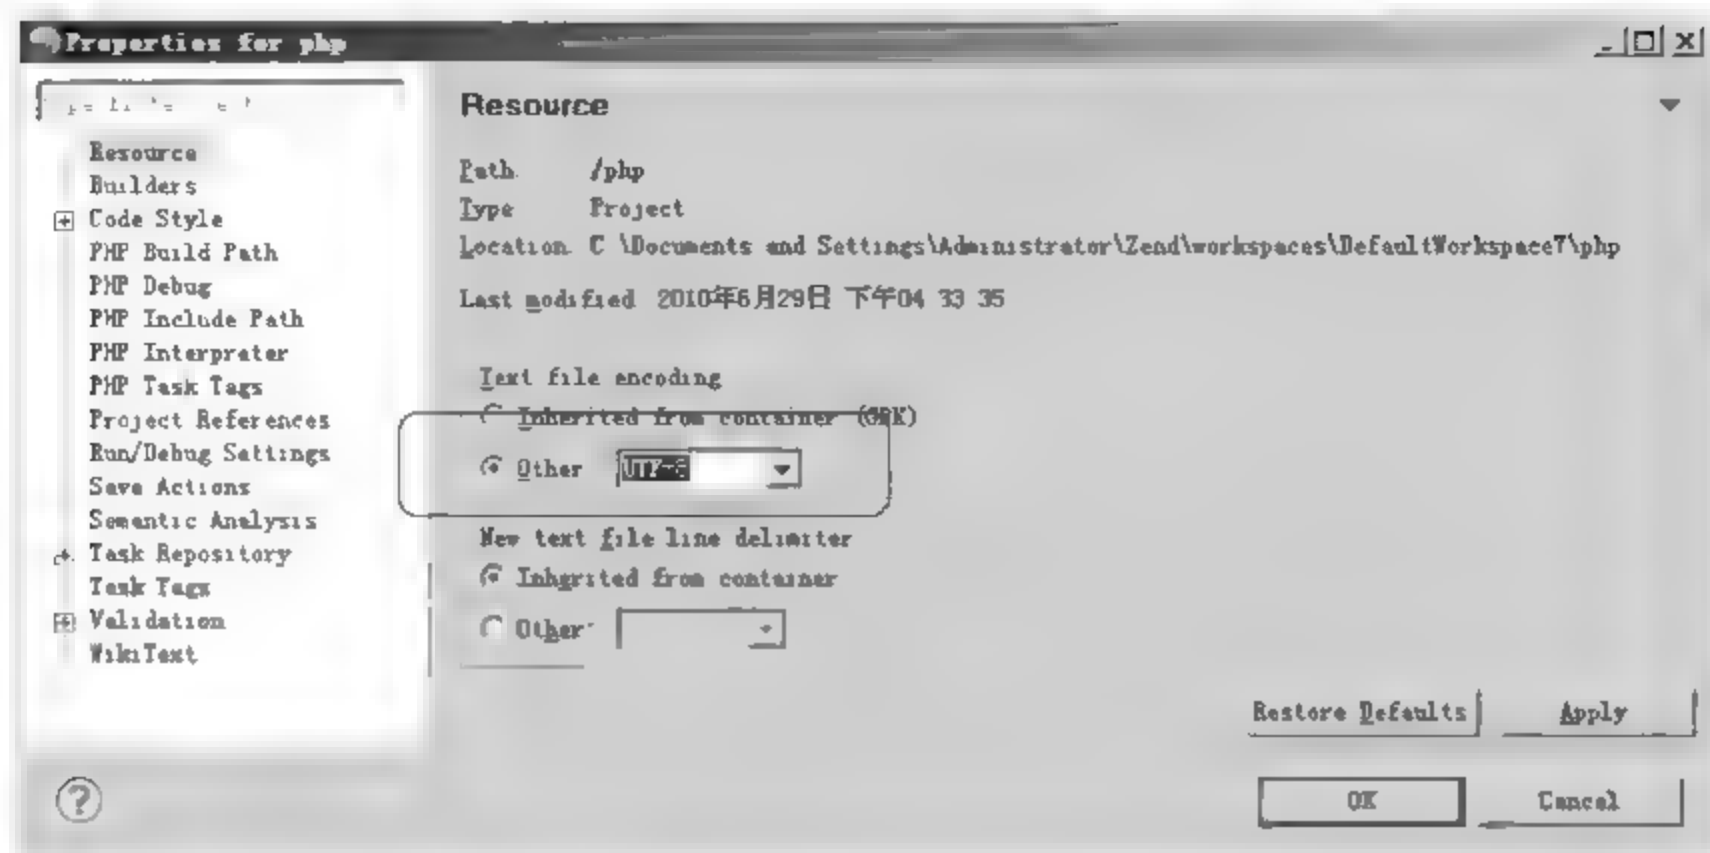 Properties for php
Resource
Builders
Code Style
PHP Build Path
PHP Debug
PHP Include Path
PHP Interpreter
PHP Task Tags
Project References
Run/Debug Settings
Save Actions
Semantic Analysis
Task Repository
Task Tags
Validation
WikiText
Resource
Path /php
Type Project
Location C \Documents and Settings\Administrator\Zend\workspaces\DefaultWorkspace7\php
Last modified 2010年6月29日 下午04 33 35
Text file encoding
Inherited from container (GBK)
Other UTF-8
New text file line delimiter
Inherited from container
Other:
Restore Defaults Apply
OK Cancel